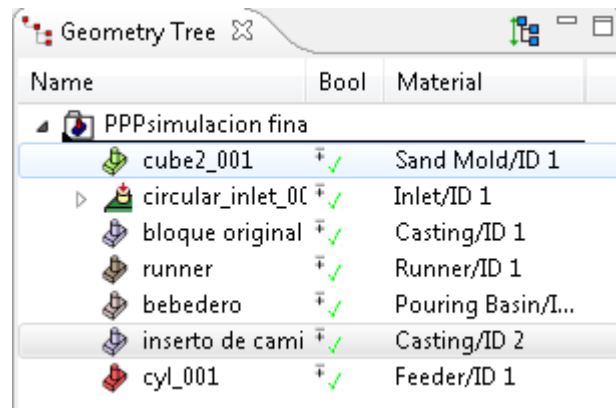 Geometry Tree
Name Bool Material
PPPsimulacion fina
cube2_001 Sand Mold/ID 1
circular_inlet_0( Inlet/ID 1
bloque original Casting/ID 1
runner Runner/ID 1
bebedero Pouring Basin/I...
inserto de cami Casting/ID 2
cyl_001 Feeder/ID 1